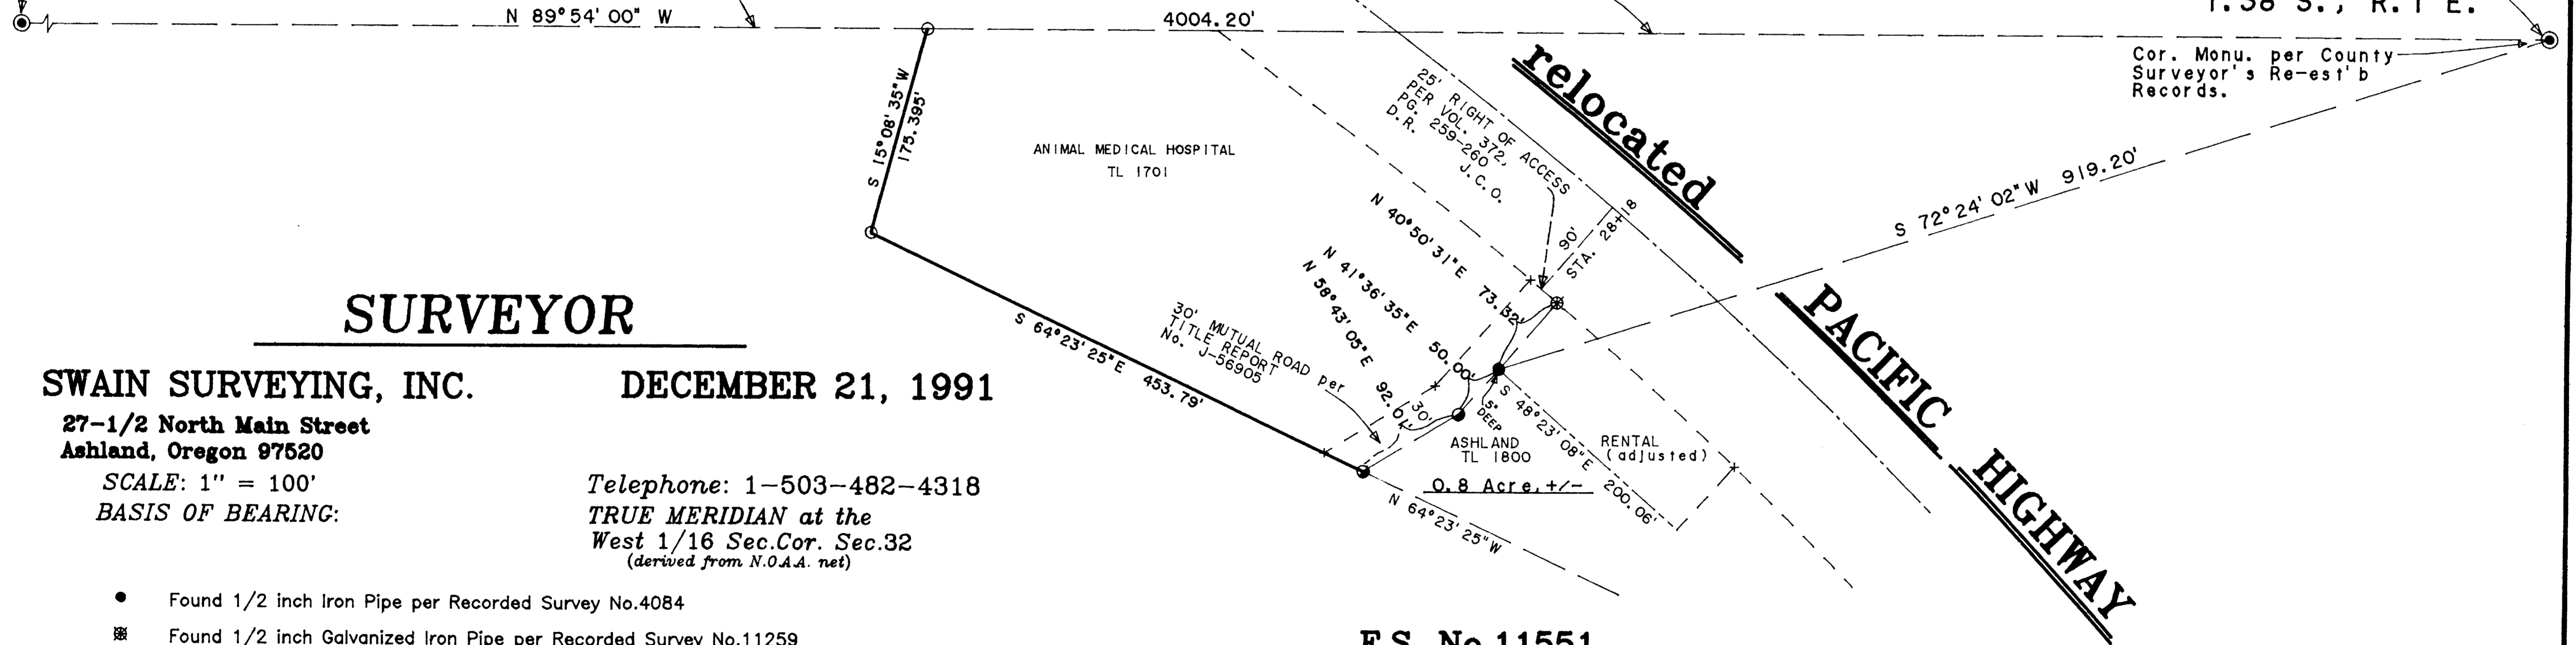 N 89°54'00" W
4004.20'
T.38 S., R.1 E.
Cor. Monu. per County
Surveyor's Re-est'b
Records.
relocated
25' RIGHT OF ACCESS
PER VOL. 372,
PG. 259-260
D.R. J.C.O.
S 15°08'35"W
175.395'
ANIMAL MEDICAL HOSPITAL
TL 1701
90'
STA. 28+18
S 72°24'02"W 919.20'
N 40°50'31"E 73.32'
N 41°36'35"E 50.00'
N 58°43'05"E 92.01'
30'
30' MUTUAL ROAD per
TITLE REPORT
No. J-56905
S 64°23'25"E 453.79'
5"
DEEP
S 48°23'08"E 200.06'
ASHLAND
TL 1800
0.8 Acre,+/-
RENTAL
(adjusted)
N 64°23'25"W
PACIFIC HIGHWAY
SURVEYOR
SWAIN SURVEYING, INC.
DECEMBER 21, 1991
27-1/2 North Main Street
Ashland, Oregon 97520
SCALE: 1" = 100'
Telephone: 1-503-482-4318
BASIS OF BEARING:
TRUE MERIDIAN at the
West 1/16 Sec.Cor. Sec.32
(derived from N.O.A.A. net)
Found 1/2 inch Iron Pipe per Recorded Survey No.4084
Found 1/2 inch Galvanized Iron Pipe per Recorded Survey No.11259
F.S. No.11551